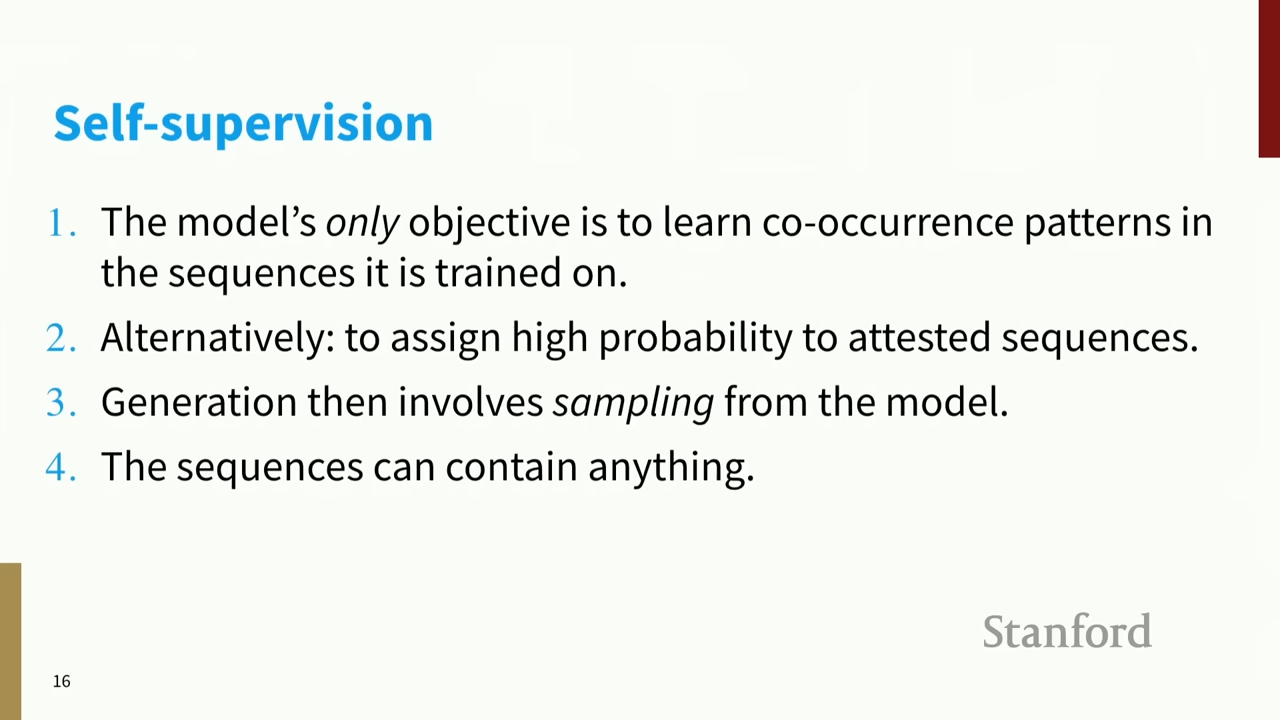 Self-supervision
1. The model’s only objective is to learn co-occurrence patterns in
the sequences it is trained on.
2. Alternatively: to assign high probability to attested sequences.
3. Generation then involves sampling from the model.
4. The sequences can contain anything.
Stanford
16